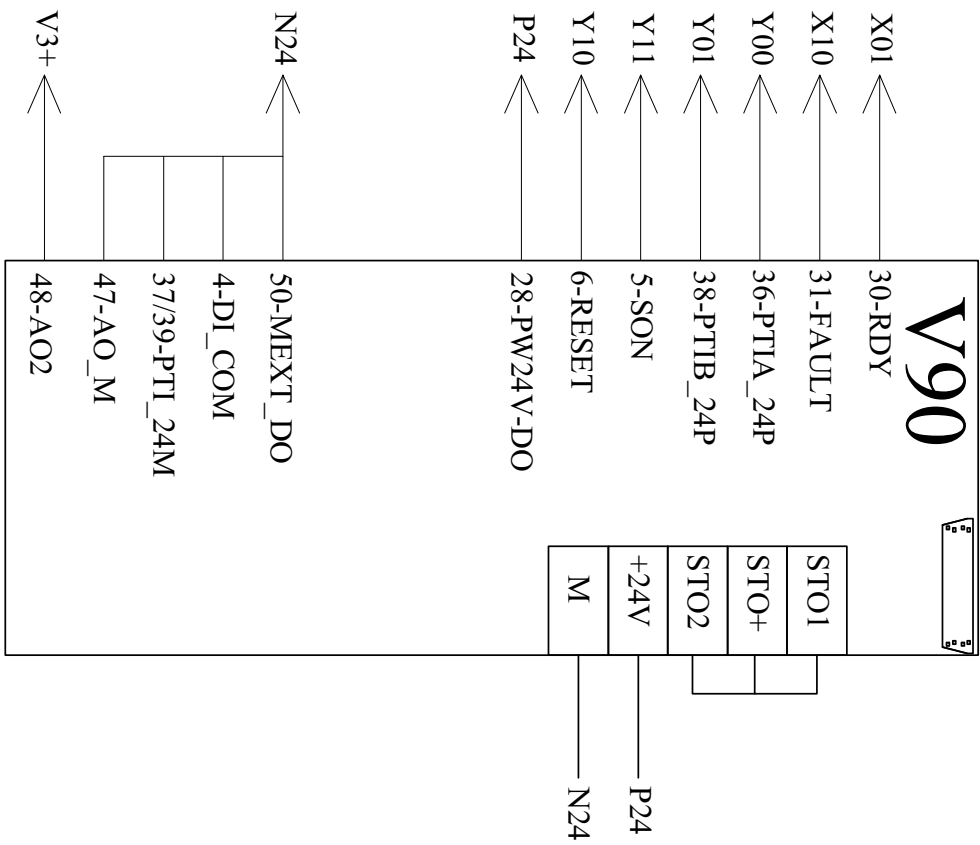 V90
X01
30-RDY
X10
31-FAULT
Y00
36-PTIA_24P
Y01
38-PTIB_24P
Y11
5-SON
Y10
6-RESET
P24
28-PW24V-DO
N24
50-MEXT_DO
4-DI_COM
37/39-PTI_24M
47-AO_M
V3+
48-AO2
STO1
STO+
STO2
+24V
P24
M
N24